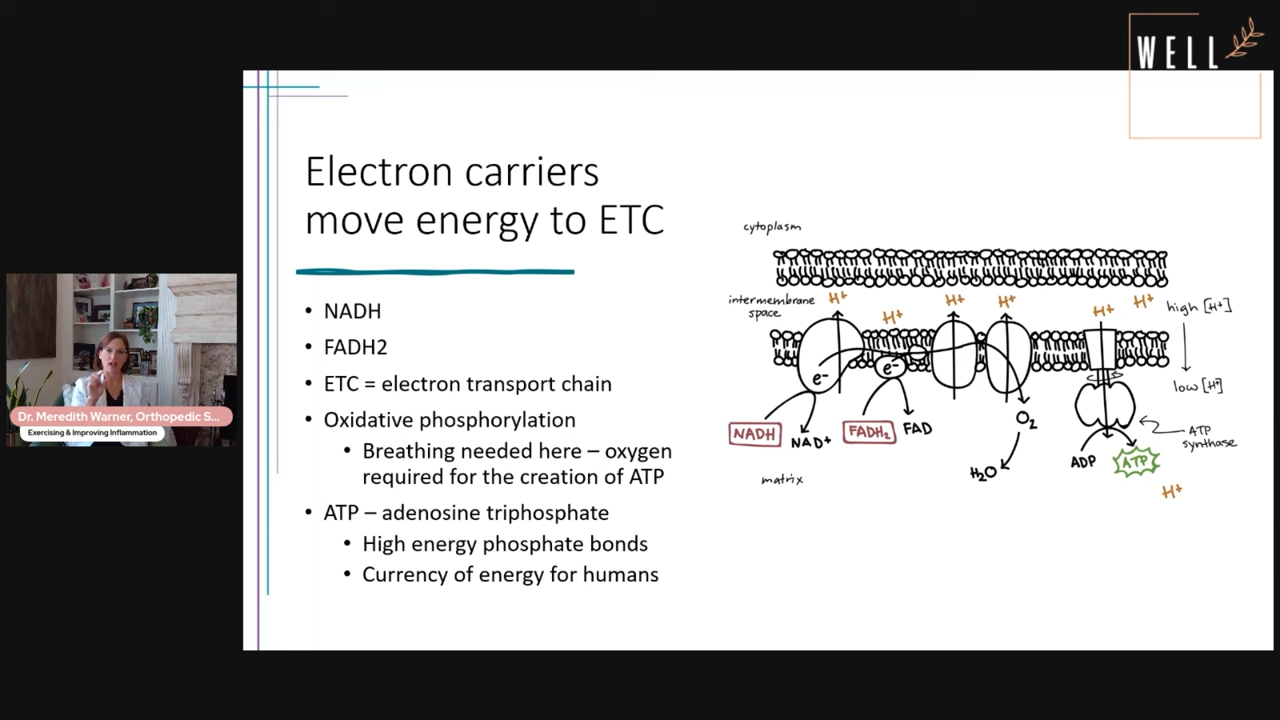 WELL
Electron carriers
move energy to ETC
• NADH
• FADH2
• ETC = electron transport chain
• Oxidative phosphorylation
• Breathing needed here – oxygen
required for the creation of ATP
• ATP – adenosine triphosphate
• High energy phosphate bonds
• Currency of energy for humans
cytoplasm
intermembrane
space
H+
H+
H+
H+
H+
H+
high [H+]
low [H+]
e-
e-
NADH
NAD+
FADH₂
FAD
O₂
H₂O
ADP
ATP
ATP
synthase
matrix
H+
Dr. Meredith Warner, Orthopedic S...
Exercising & Improving Inflammation